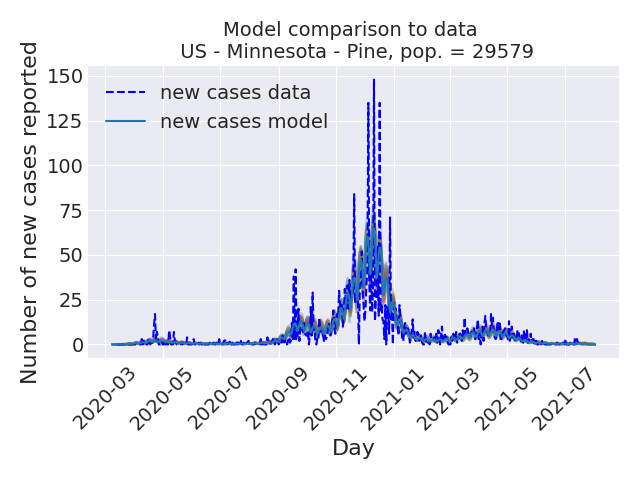 Model comparison to data
US - Minnesota - Pine, pop. = 29579
Number of new cases reported
150
125
100
75
50
25
0
new cases data
new cases model
2020-03
2020-05
2020-07
2020-09
2020-11
2021-01
2021-03
2021-05
2021-07
Day